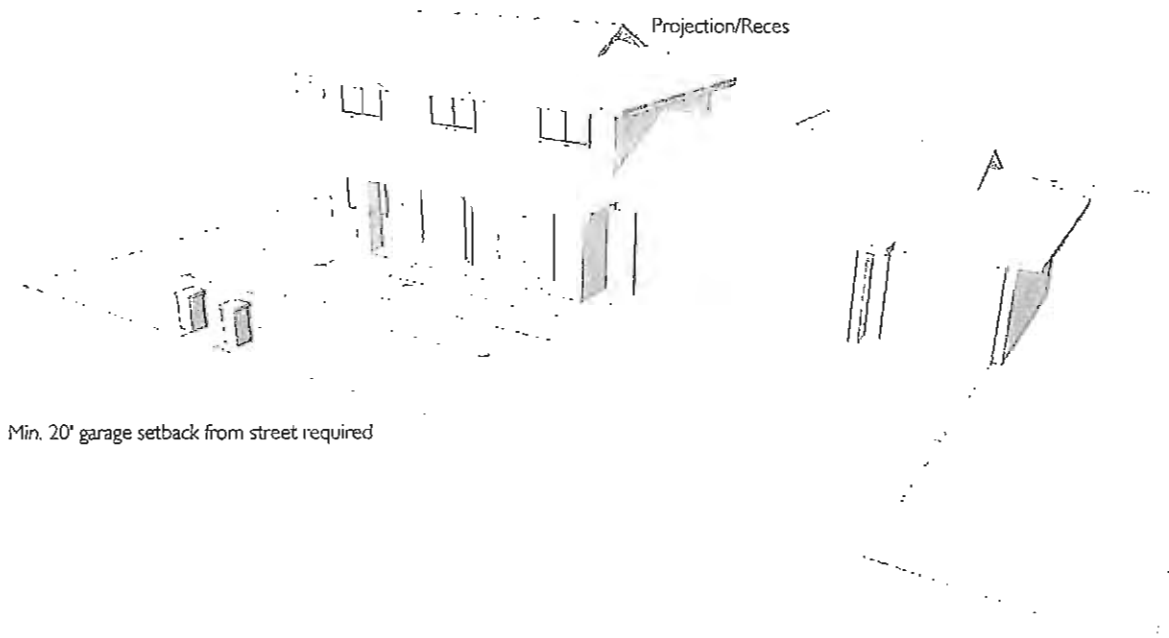 Projection/Reces
Min. 20' garage setback from street required